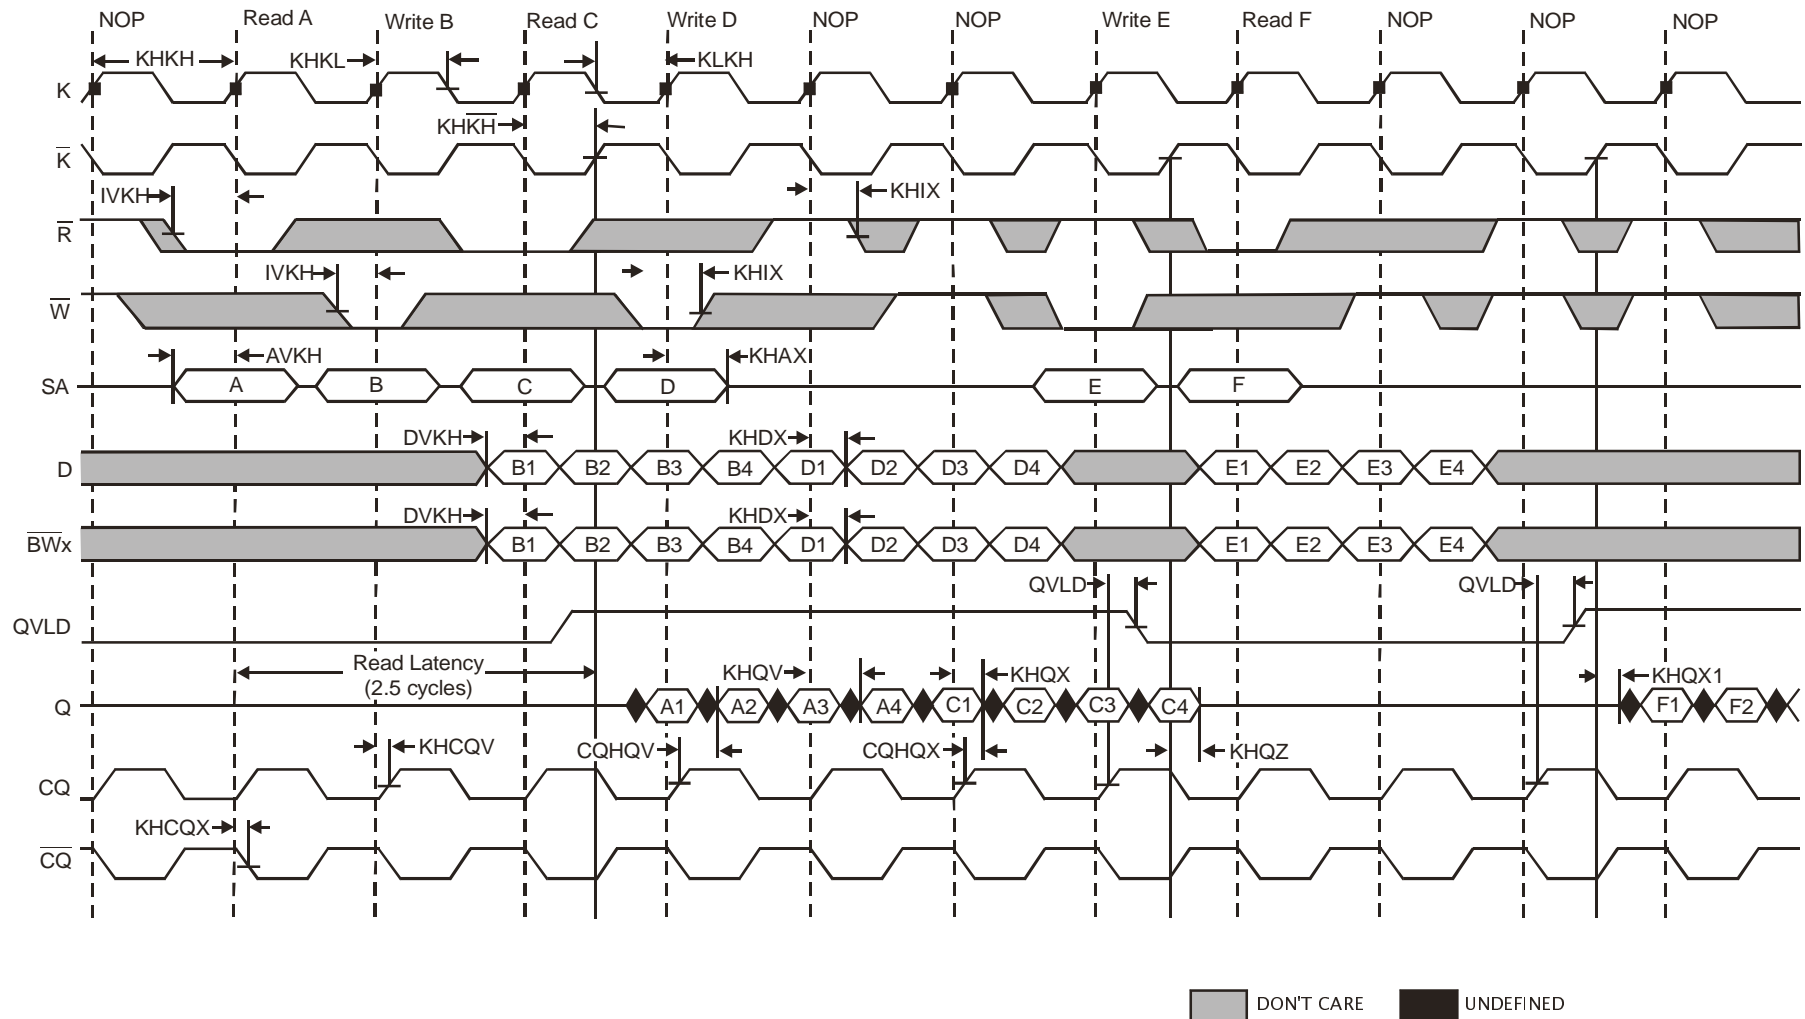 NOP Read A Write B Read C Write D NOP NOP Write E Read F NOP NOP NOP
KHKH KHKL KLKH
K
KHK̅H̅
K̅
IVKH KHIX
R̅
IVKH KHIX
W̅
AVKH KHAX
SA A B C D E F
DVKH KHDX
D B1 B2 B3 B4 D1 D2 D3 D4 E1 E2 E3 E4
DVKH KHDX
B̅W̅x B1 B2 B3 B4 D1 D2 D3 D4 E1 E2 E3 E4
QVLD QVLD
QVLD
Read Latency
(2.5 cycles)
KHQV KHQX KHQX1
Q A1 A2 A3 A4 C1 C2 C3 C4 F1 F2
KHCQV CQHQV CQHQX KHQZ
CQ
KHCQX
C̅Q̅
DON'T CARE UNDEFINED